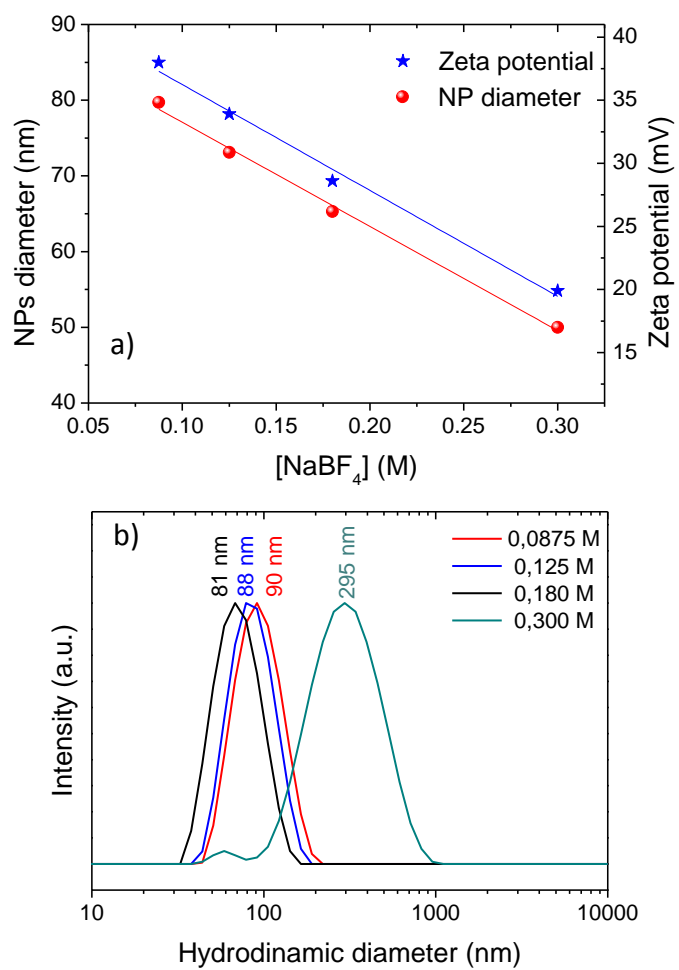 90
80
70
60
50
40
40
35
30
25
20
15
0.05
0.10
0.15
0.20
0.25
0.30
NPs diameter (nm)
Zeta potential (mV)
Zeta potential
NP diameter
a)
[NaBF₄] (M)
b)
81 nm
88 nm
90 nm
295 nm
0,0875 M
0,125 M
0,180 M
0,300 M
Intensity (a.u.)
10
100
1000
10000
Hydrodinamic diameter (nm)